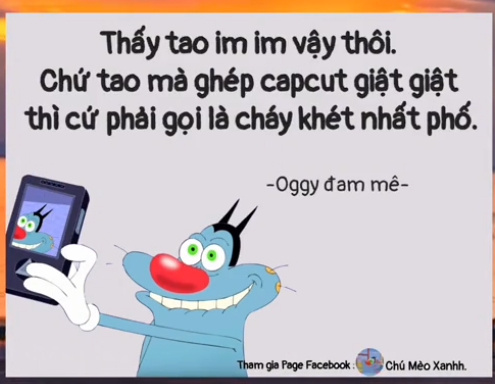 Thấy tao im im vậy thôi.
Chứ tao mà ghép capcut giật giật
thì cứ phải gọi là cháy khét nhất phố.
-Oggy đam mê-
Tham gia Page Facebook : Chú Mèo Xanhh.